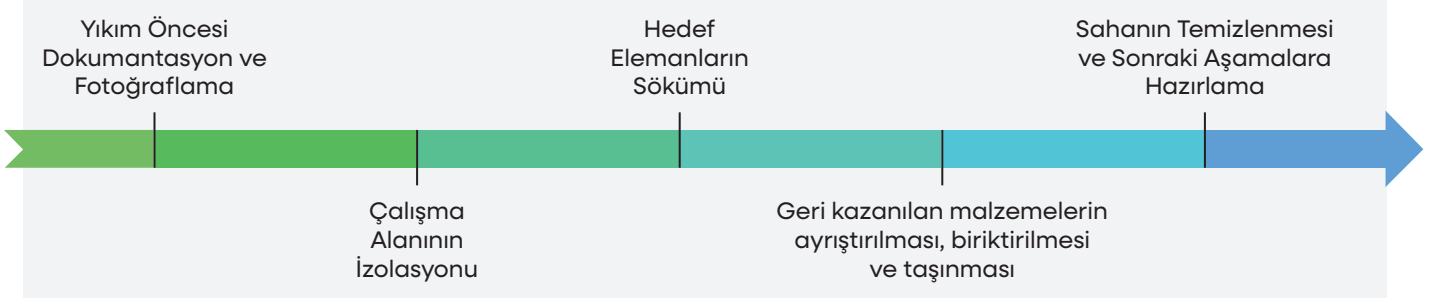 Yıkım Öncesi
Dokumantasyon ve
Fotoğraflama
Çalışma
Alanının
İzolasyonu
Hedef
Elemanların
Sökümü
Geri kazanılan malzemelerin
ayrıştırılması, biriktirilmesi
ve taşınması
Sahanın Temizlenmesi
ve Sonraki Aşamalara
Hazırlama